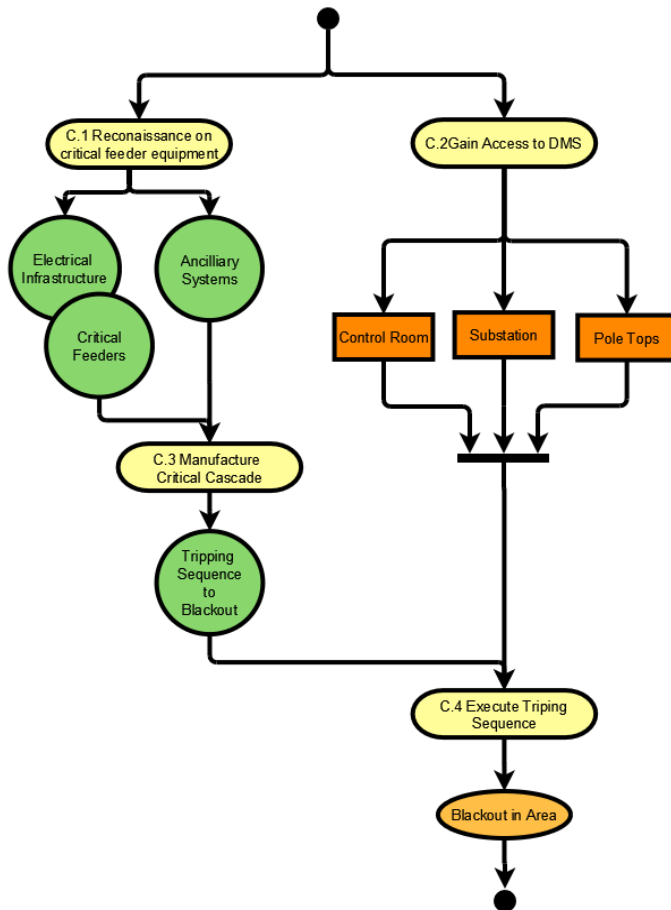 C.1 Reconaissance on
critical feeder equipment
C.2Gain Access to DMS
Electrical
Infrastructure
Ancilliary
Systems
Critical
Feeders
Control Room
Substation
Pole Tops
C.3 Manufacture
Critical Cascade
Tripping
Sequence
to
Blackout
C.4 Execute Triping
Sequence
Blackout in Area